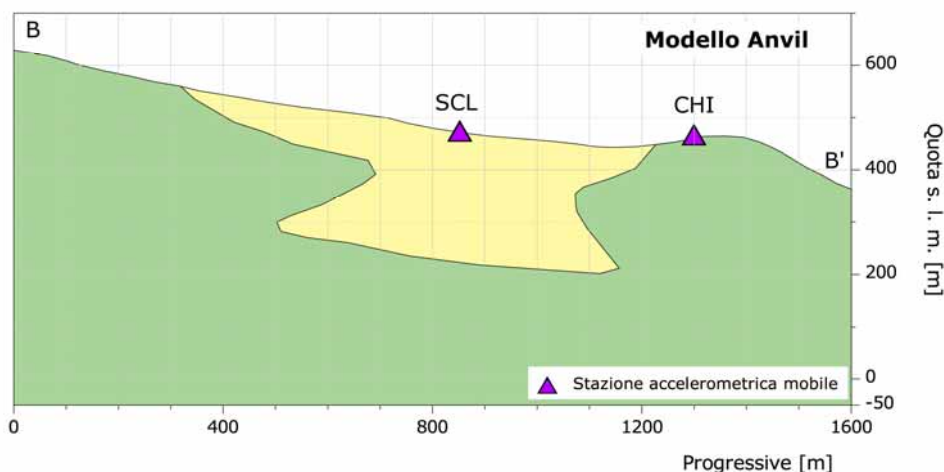 B
Modello Anvil
SCL
CHI
B'
600
400
200
0
-50
Quota s. l. m. [m]
Stazione accelerometrica mobile
0
400
800
1200
1600
Progressive [m]